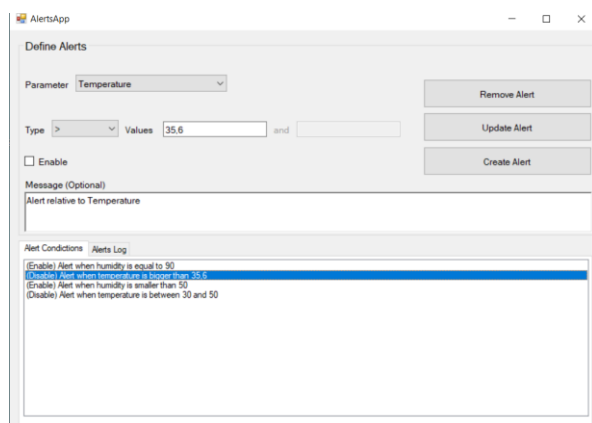 AlertsApp
Define Alerts
Parameter Temperature
Remove Alert
Type > Values 35,6 and
Update Alert
Enable
Create Alert
Message (Optional)
Alert relative to Temperature
Alert Conditions Alerts Log
(Enable) Alert when humidity is equal to 90
(Disable) Alert when temperature is bigger than 35,6
(Enable) Alert when humidity is smaller than 50
(Disable) Alert when temperature is between 30 and 50